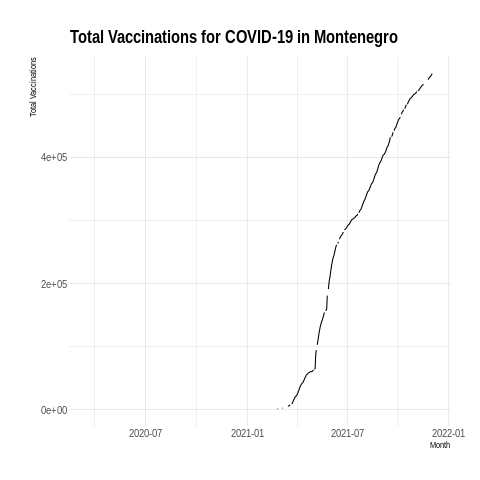 Total Vaccinations for COVID-19 in Montenegro
Total Vaccinations
4e+05
2e+05
0e+00
2020-07
2021-01
2021-07
2022-01
Month